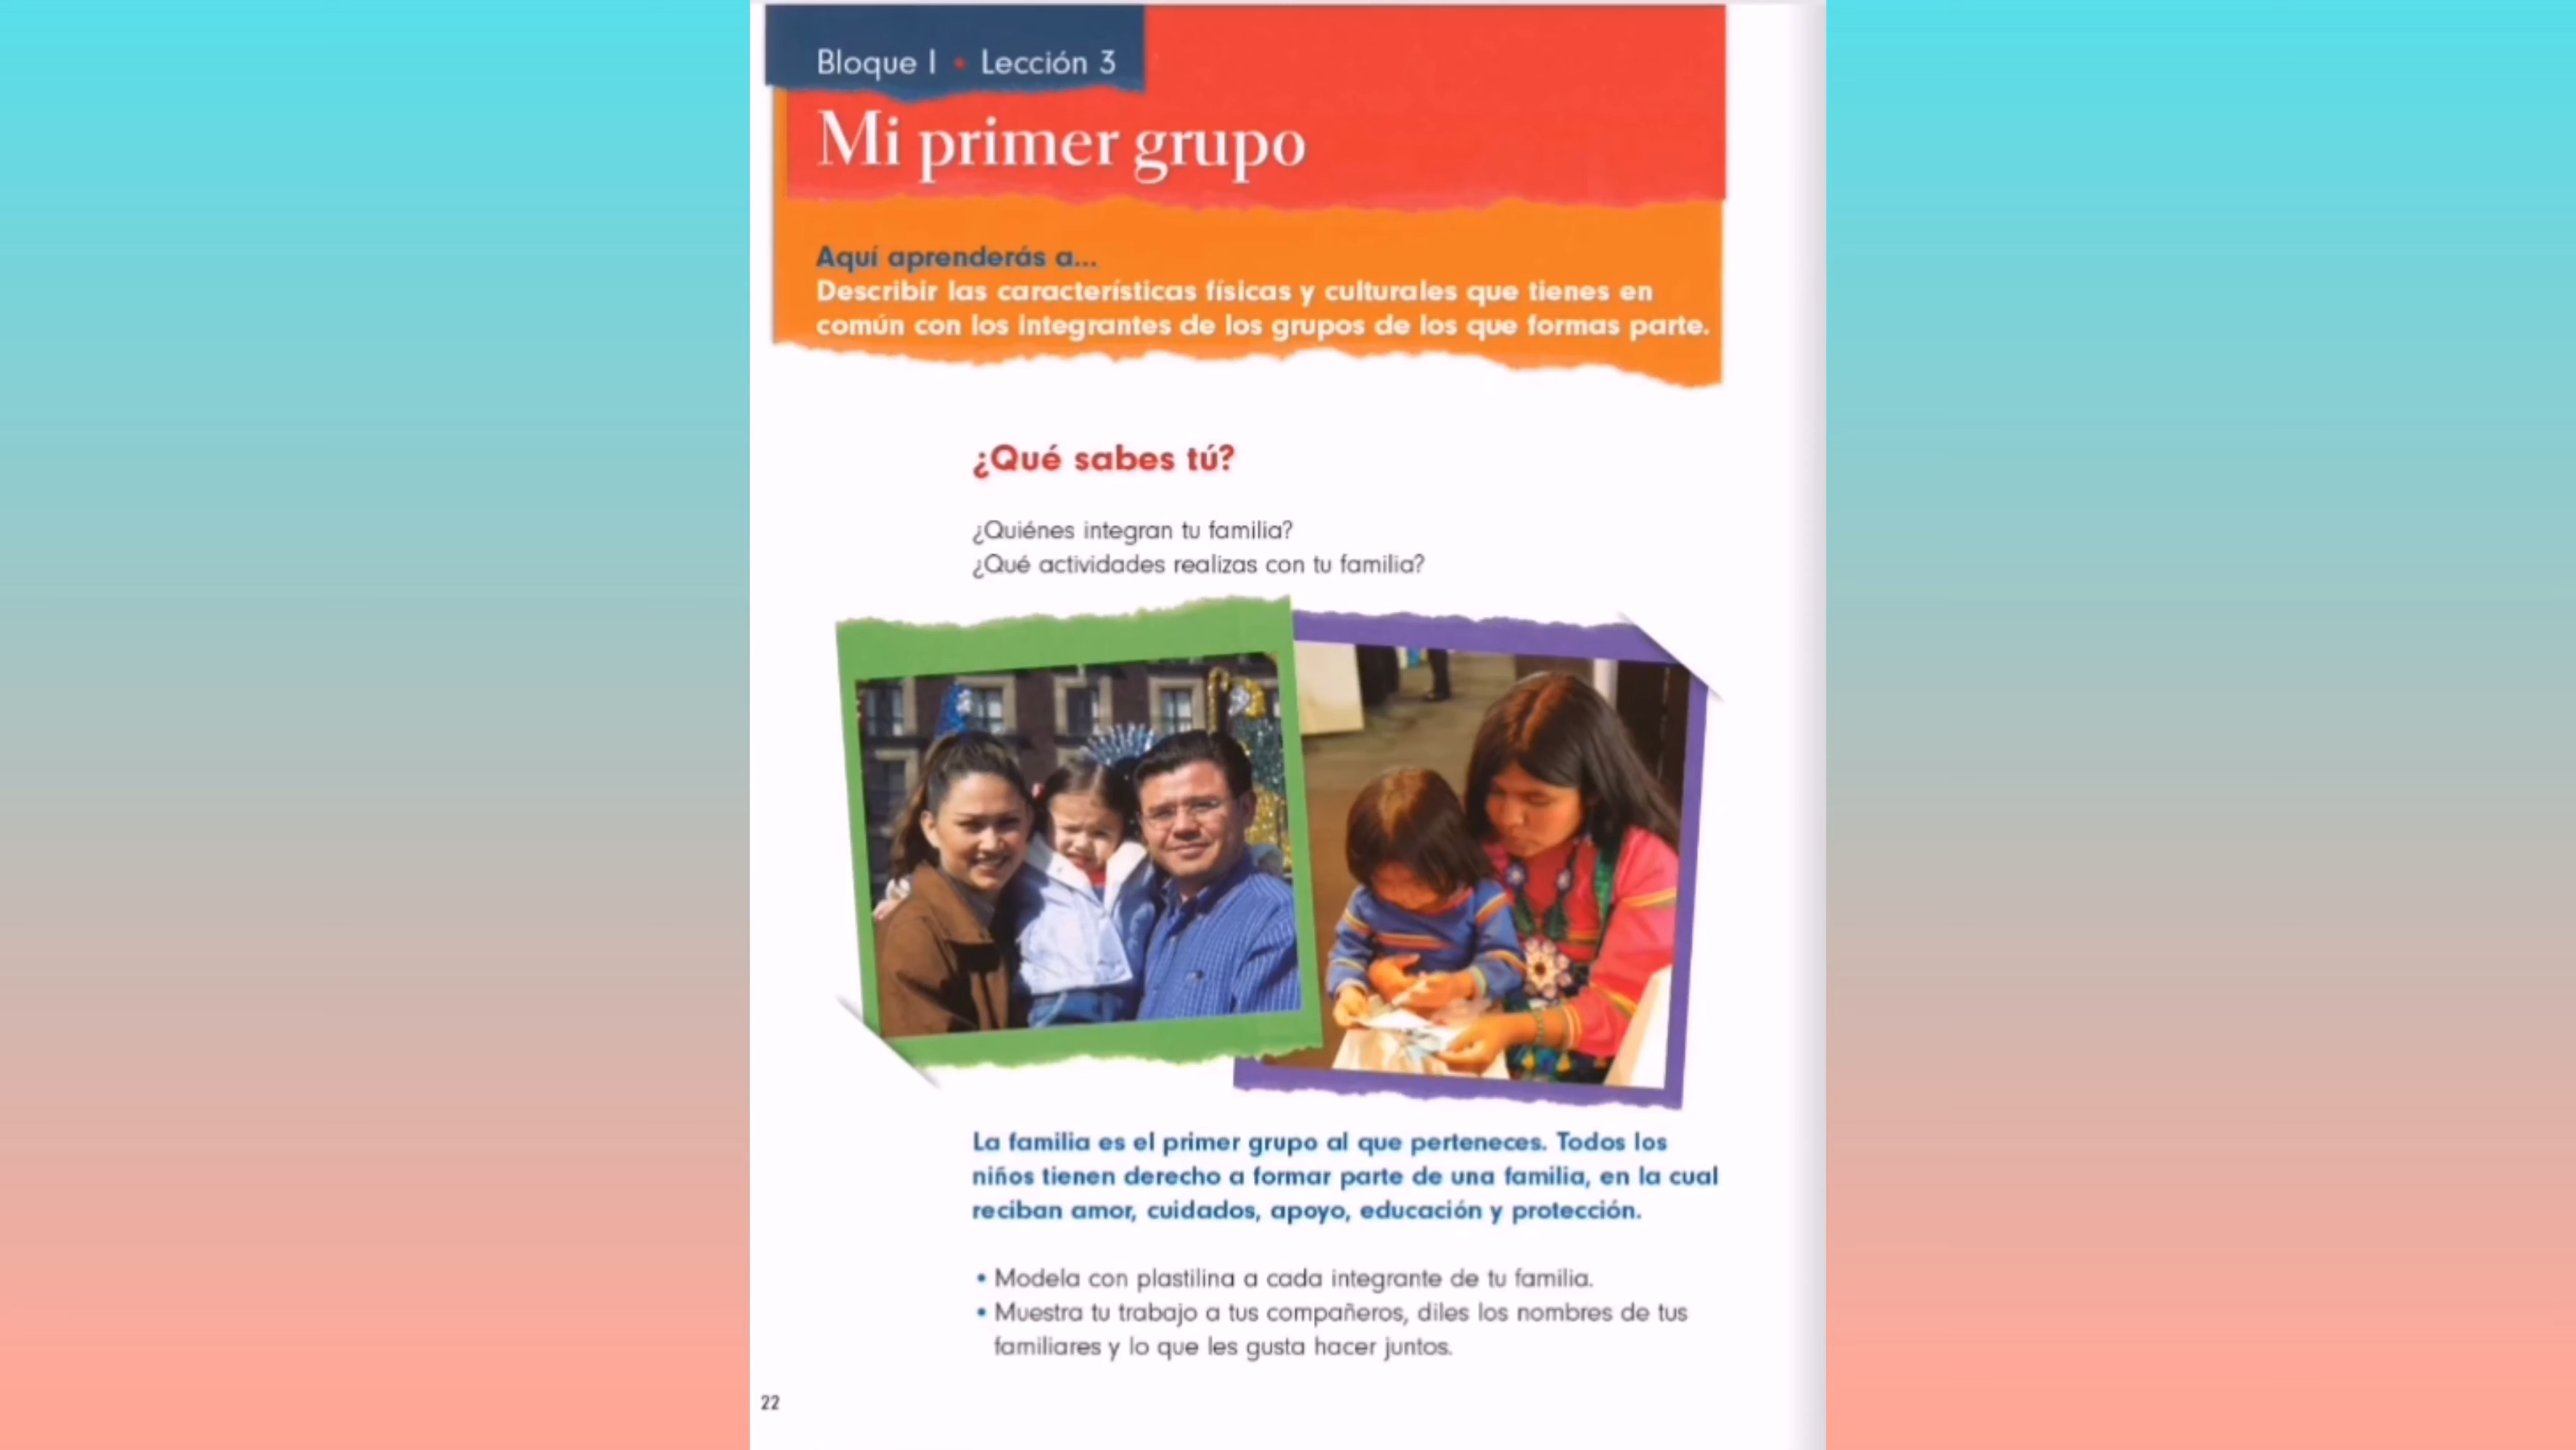 Bloque I • Lección 3
Mi primer grupo
Aquí aprenderás a...
Describir las características físicas y culturales que tienes en
común con los integrantes de los grupos de los que formas parte.
¿Qué sabes tú?
¿Quiénes integran tu familia?
¿Qué actividades realizas con tu familia?
La familia es el primer grupo al que perteneces. Todos los
niños tienen derecho a formar parte de una familia, en la cual
reciban amor, cuidados, apoyo, educación y protección.
• Modela con plastilina a cada integrante de tu familia.
• Muestra tu trabajo a tus compañeros, diles los nombres de tus
familiares y lo que les gusta hacer juntos.
22